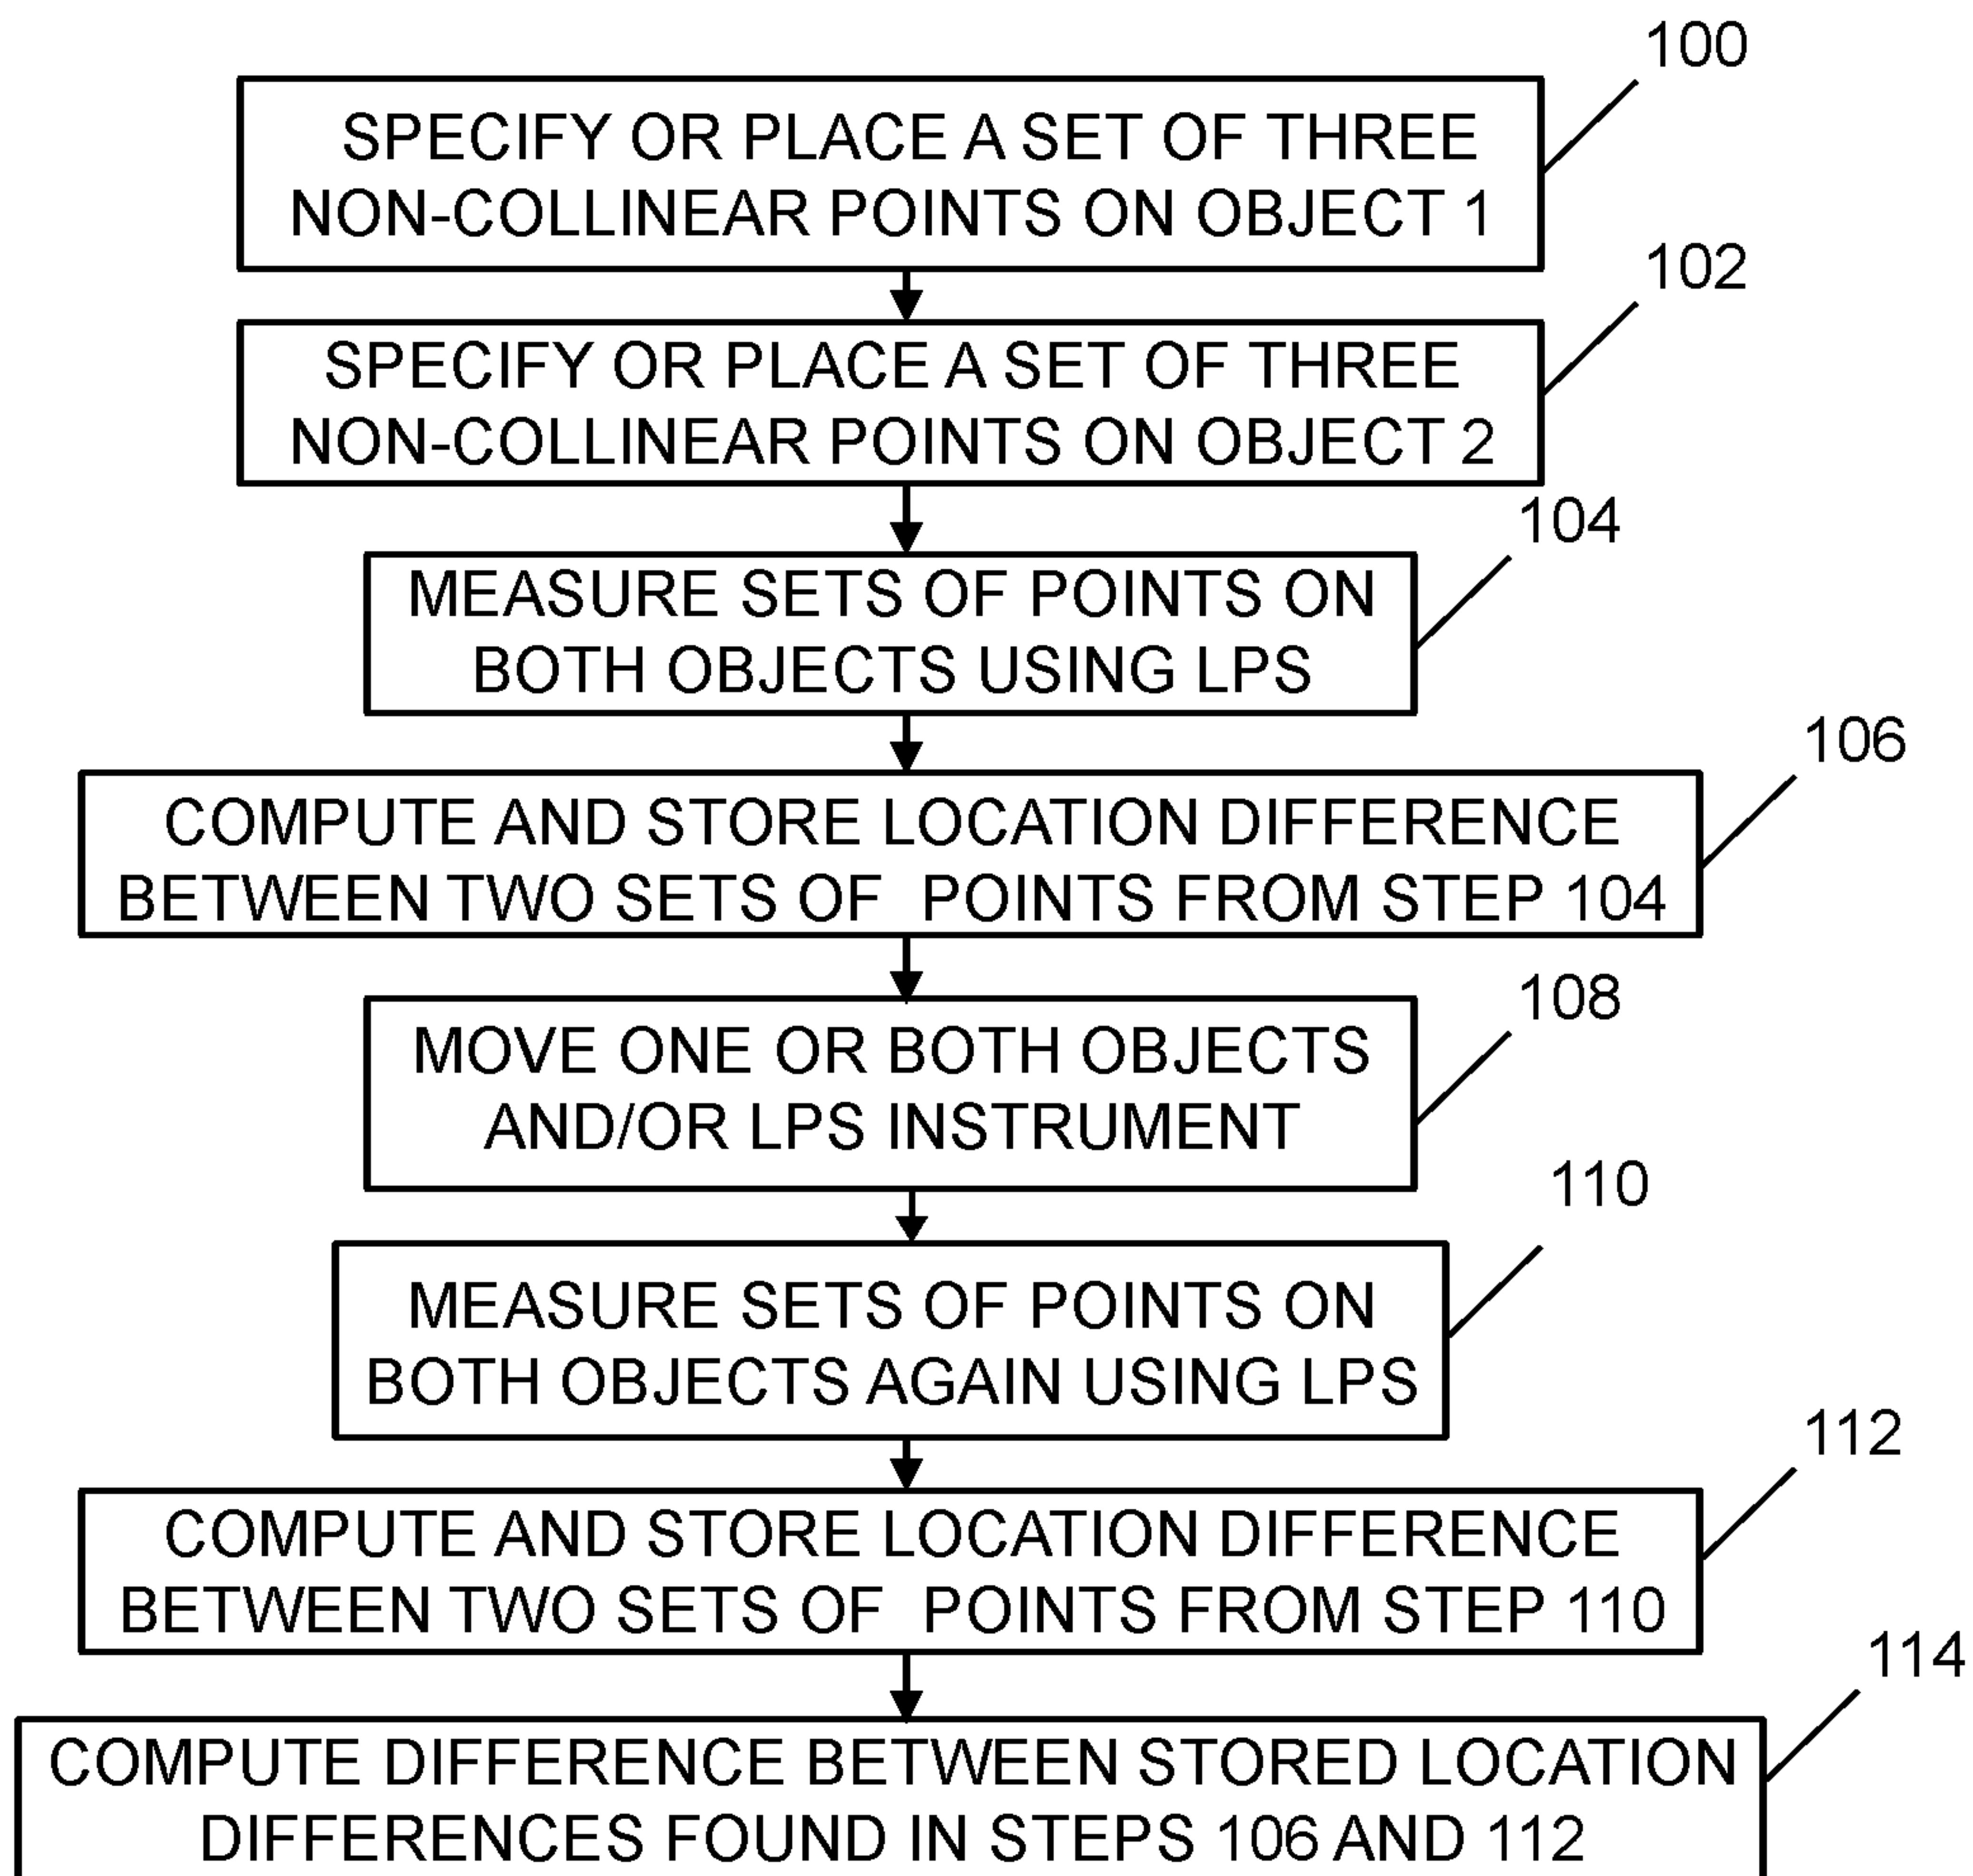 100
SPECIFY OR PLACE A SET OF THREE
NON-COLLINEAR POINTS ON OBJECT 1
102
SPECIFY OR PLACE A SET OF THREE
NON-COLLINEAR POINTS ON OBJECT 2
104
MEASURE SETS OF POINTS ON
BOTH OBJECTS USING LPS
106
COMPUTE AND STORE LOCATION DIFFERENCE
BETWEEN TWO SETS OF POINTS FROM STEP 104
108
MOVE ONE OR BOTH OBJECTS
AND/OR LPS INSTRUMENT
110
MEASURE SETS OF POINTS ON
BOTH OBJECTS AGAIN USING LPS
112
COMPUTE AND STORE LOCATION DIFFERENCE
BETWEEN TWO SETS OF POINTS FROM STEP 110
114
COMPUTE DIFFERENCE BETWEEN STORED LOCATION
DIFFERENCES FOUND IN STEPS 106 AND 112